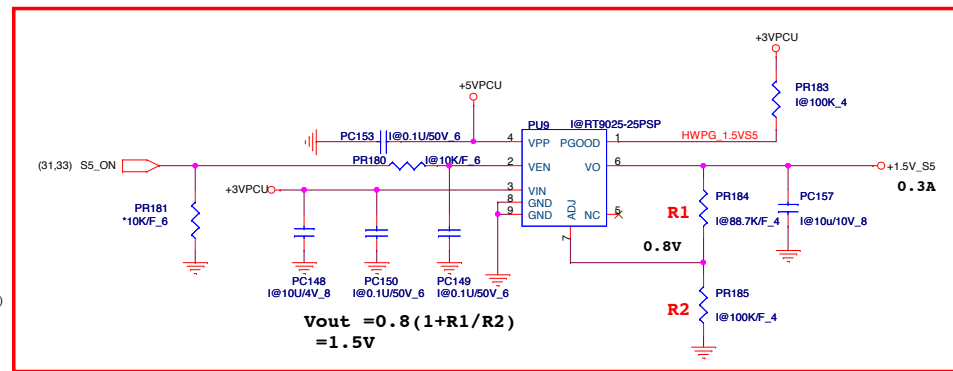 +3VPCU
+5VPCU
PR183
I@100K_4
PU9
I@RT9025-25PSP
PC153
I@0.1U/50V_6
4
VPP
PGOOD
1
HWPG_1.5VS5
PR180
I@10K/F_6
(31,33)
S5_ON
2
VEN
VO
6
+1.5V_S5
0.3A
+3VPCU
3
VIN
8
GND
9
GND
ADJ
7
NC
5
PR181
*10K/F_6
R1
PR184
I@88.7K/F_4
PC157
I@10u/10V_8
0.8V
PC148
I@10U/4V_8
PC150
I@0.1U/50V_6
PC149
I@0.1U/50V_6
R2
PR185
I@100K/F_4
Vout =0.8(1+R1/R2)
=1.5V
)